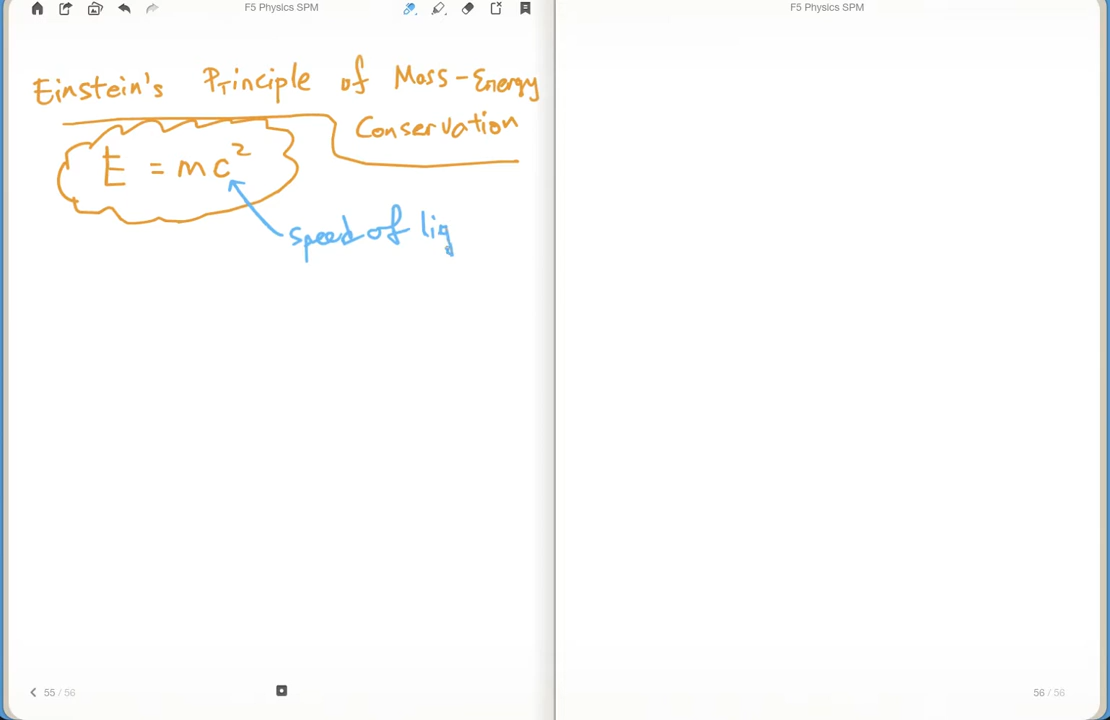 F5 Physics SPM
F5 Physics SPM
Einstein's Principle of Mass-Energy
Conservation
E = mc²
speed of lig
55 / 56
56 / 56